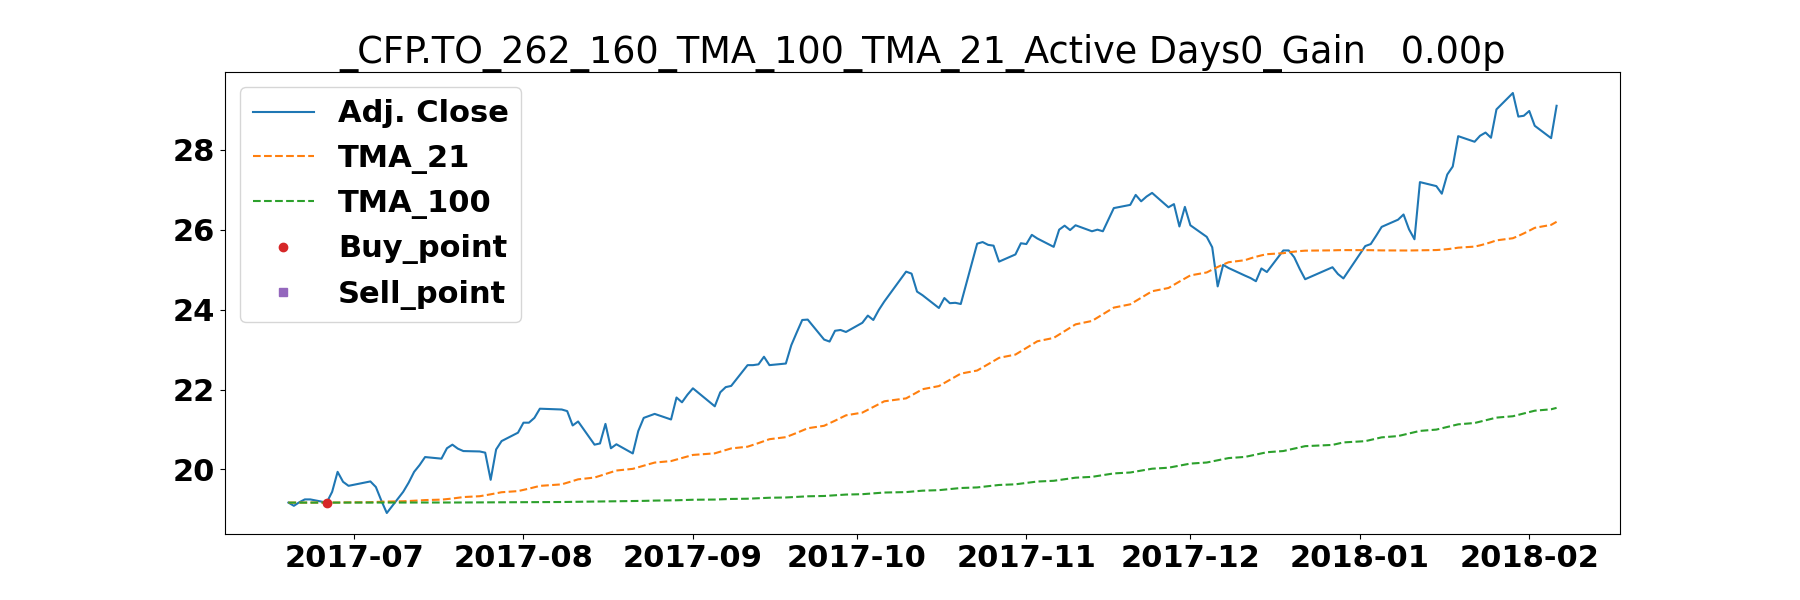 _CFP.TO_262_160_TMA_100_TMA_21_Active Days0_Gain   0.00p
Adj. Close
TMA_21
TMA_100
Buy_point
Sell_point
28
26
24
22
20
2017-07 2017-08 2017-09 2017-10 2017-11 2017-12 2018-01 2018-02